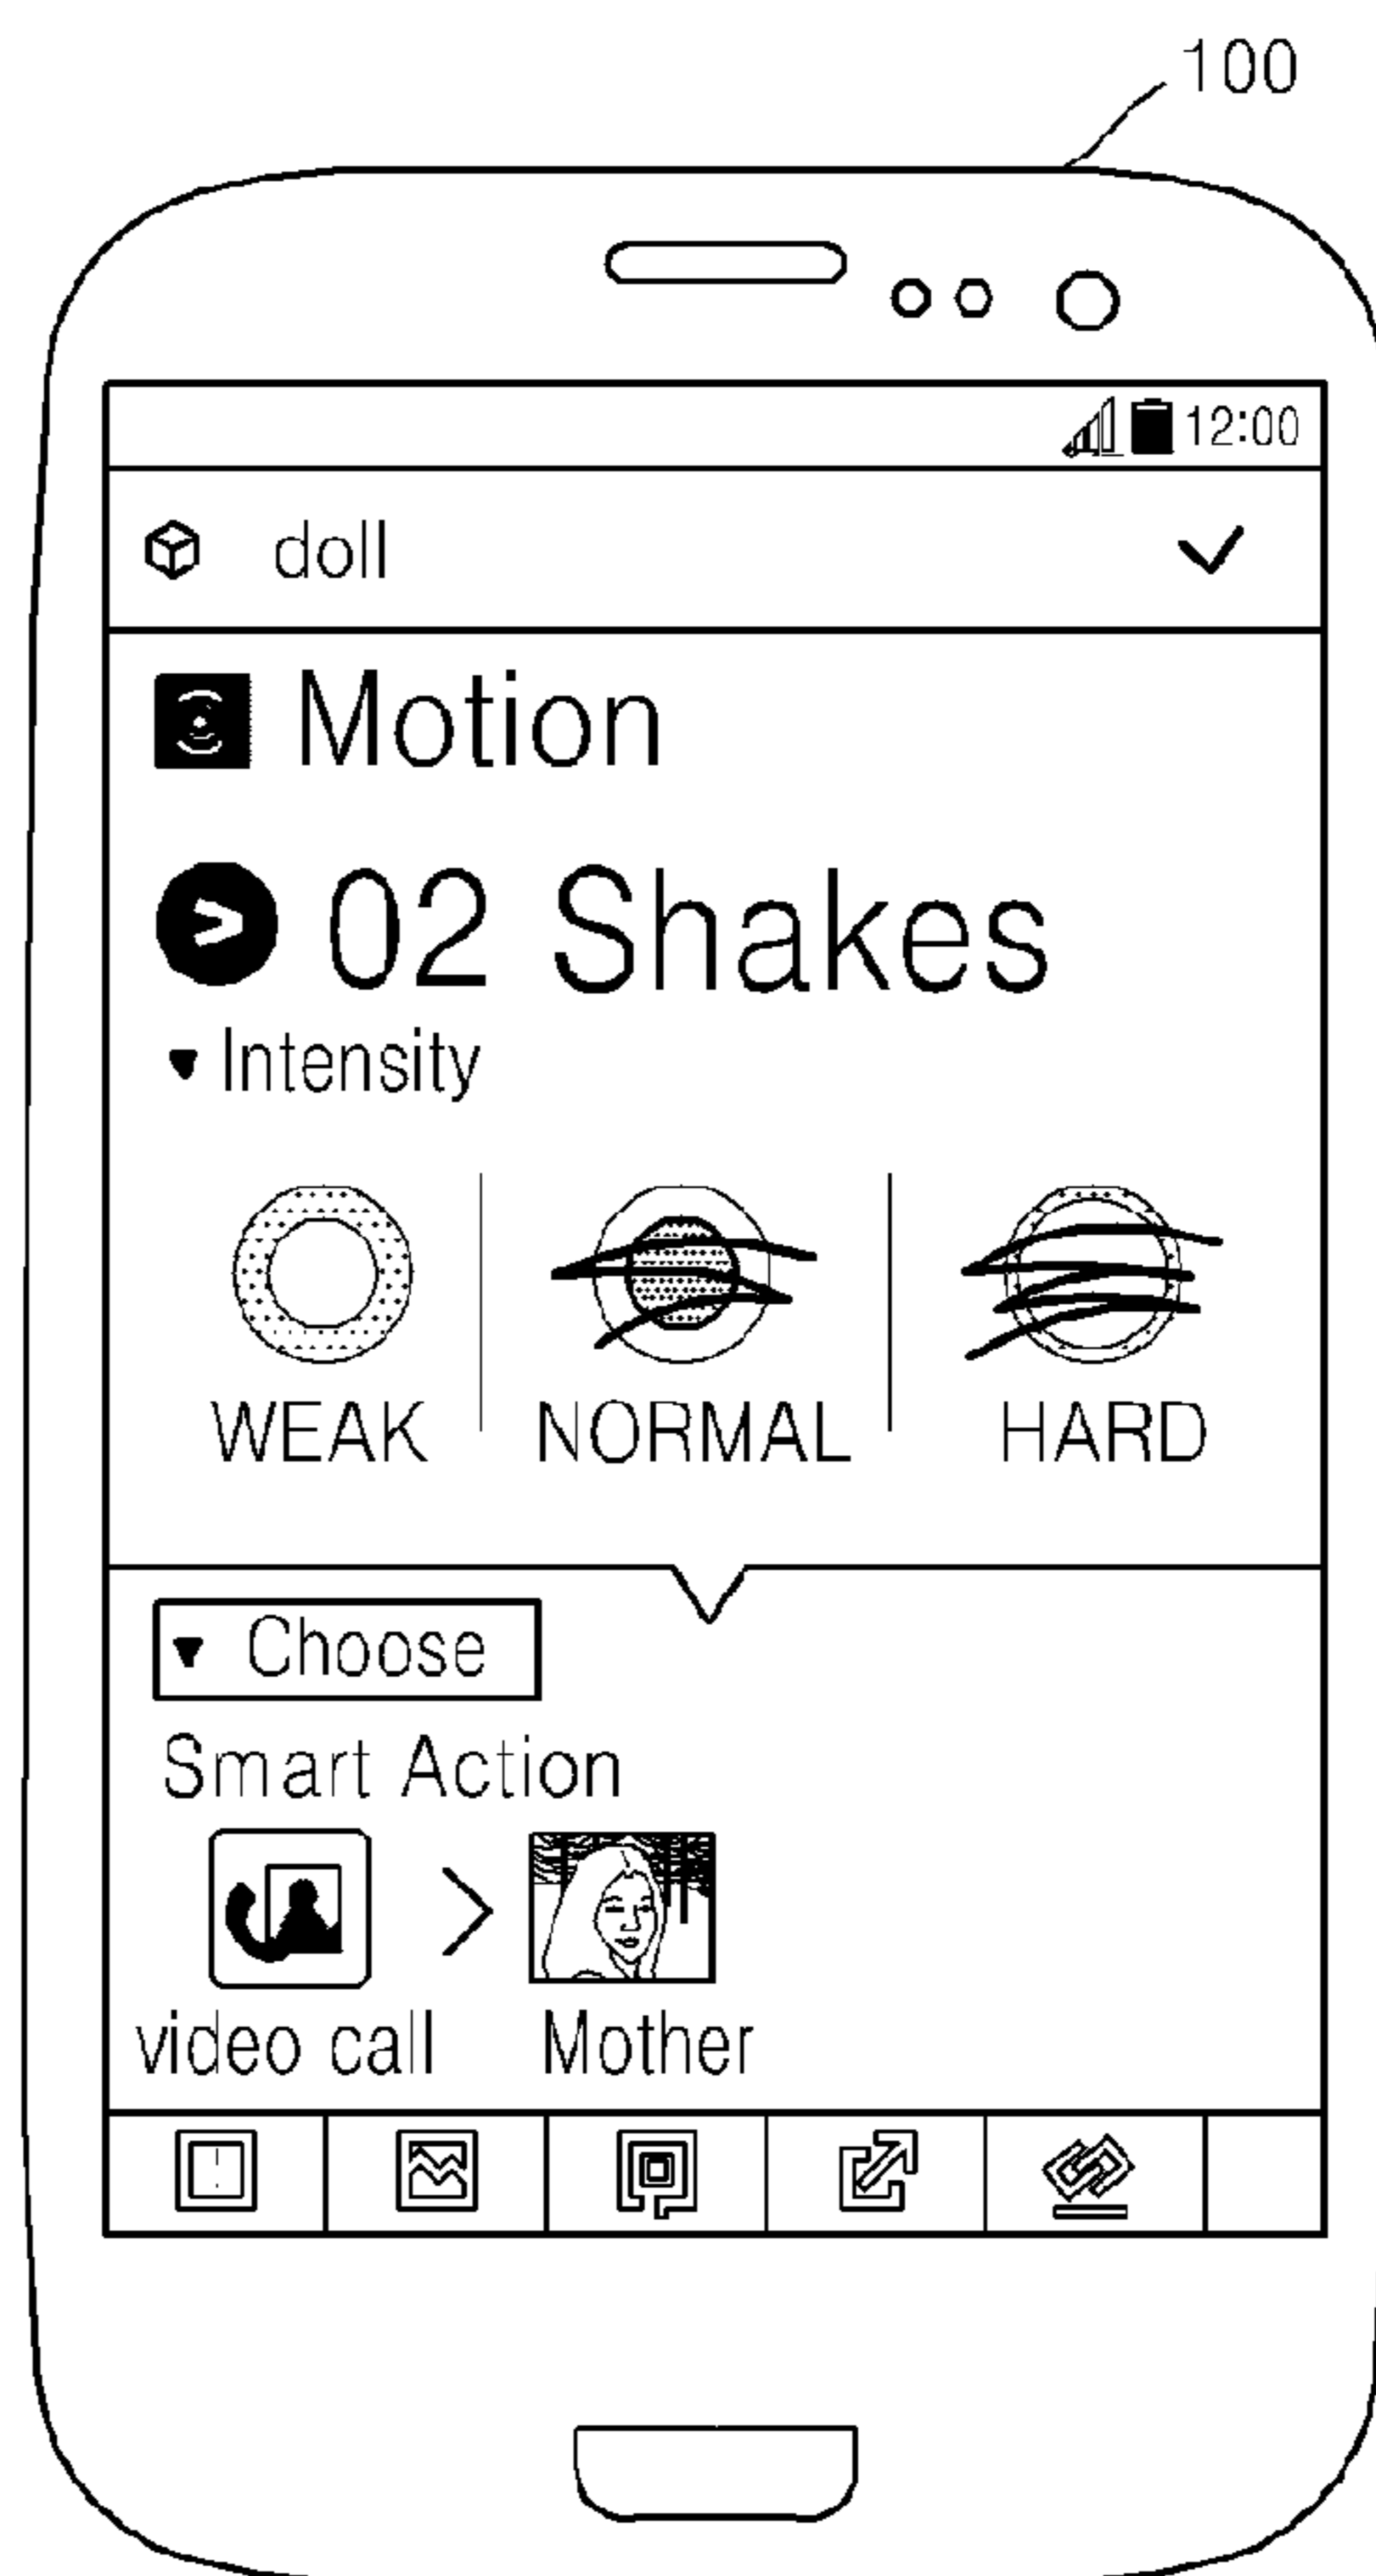 100
12:00
doll
Motion
02 Shakes
Intensity
WEAK NORMAL HARD
Choose
Smart Action
video call Mother